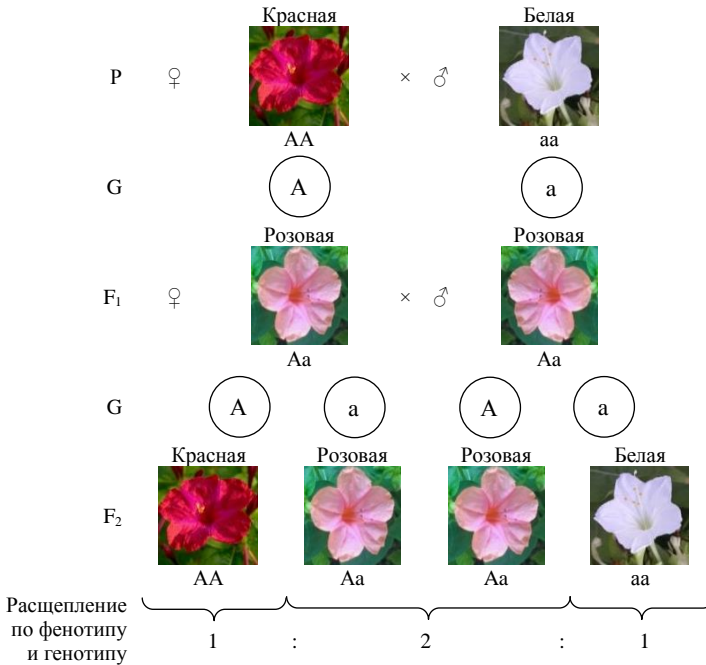 Красная Белая
P ♀ × ♂
AA aa
G A a
Розовая Розовая
F₁ ♀ × ♂
Aa Aa
G A a A a
Красная Розовая Розовая Белая
F₂
AA Aa Aa aa
Расщепление
по фенотипу
и генотипу
1 : 2 : 1